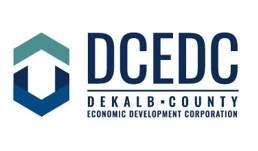 DCEDC
DEKALB▪COUNTY
ECONOMIC DEVELOPMENT CORPORATION